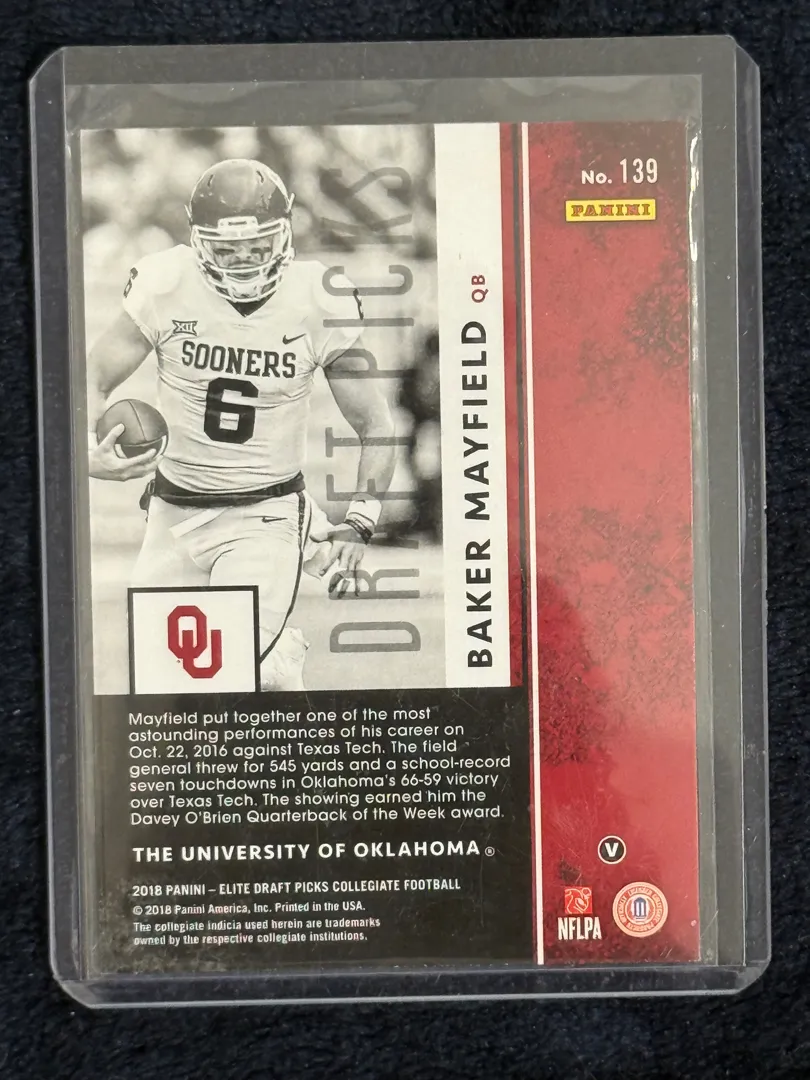 No. 139
PANINI
DRAFT PICKS
BAKER MAYFIELD QB
6
XII
SOONERS
6
OU
Mayfield put together one of the most
astounding performances of his career on
Oct. 22, 2016 against Texas Tech. The field
general threw for 545 yards and a school-record
seven touchdowns in Oklahoma's 66-59 victory
over Texas Tech. The showing earned him the
Davey O'Brien Quarterback of the Week award.
THE UNIVERSITY OF OKLAHOMA®
V
2018 PANINI – ELITE DRAFT PICKS COLLEGIATE FOOTBALL
© 2018 Panini America, Inc. Printed in the USA.
The collegiate indicia used herein are trademarks
owned by the respective collegiate institutions.
NFLPA